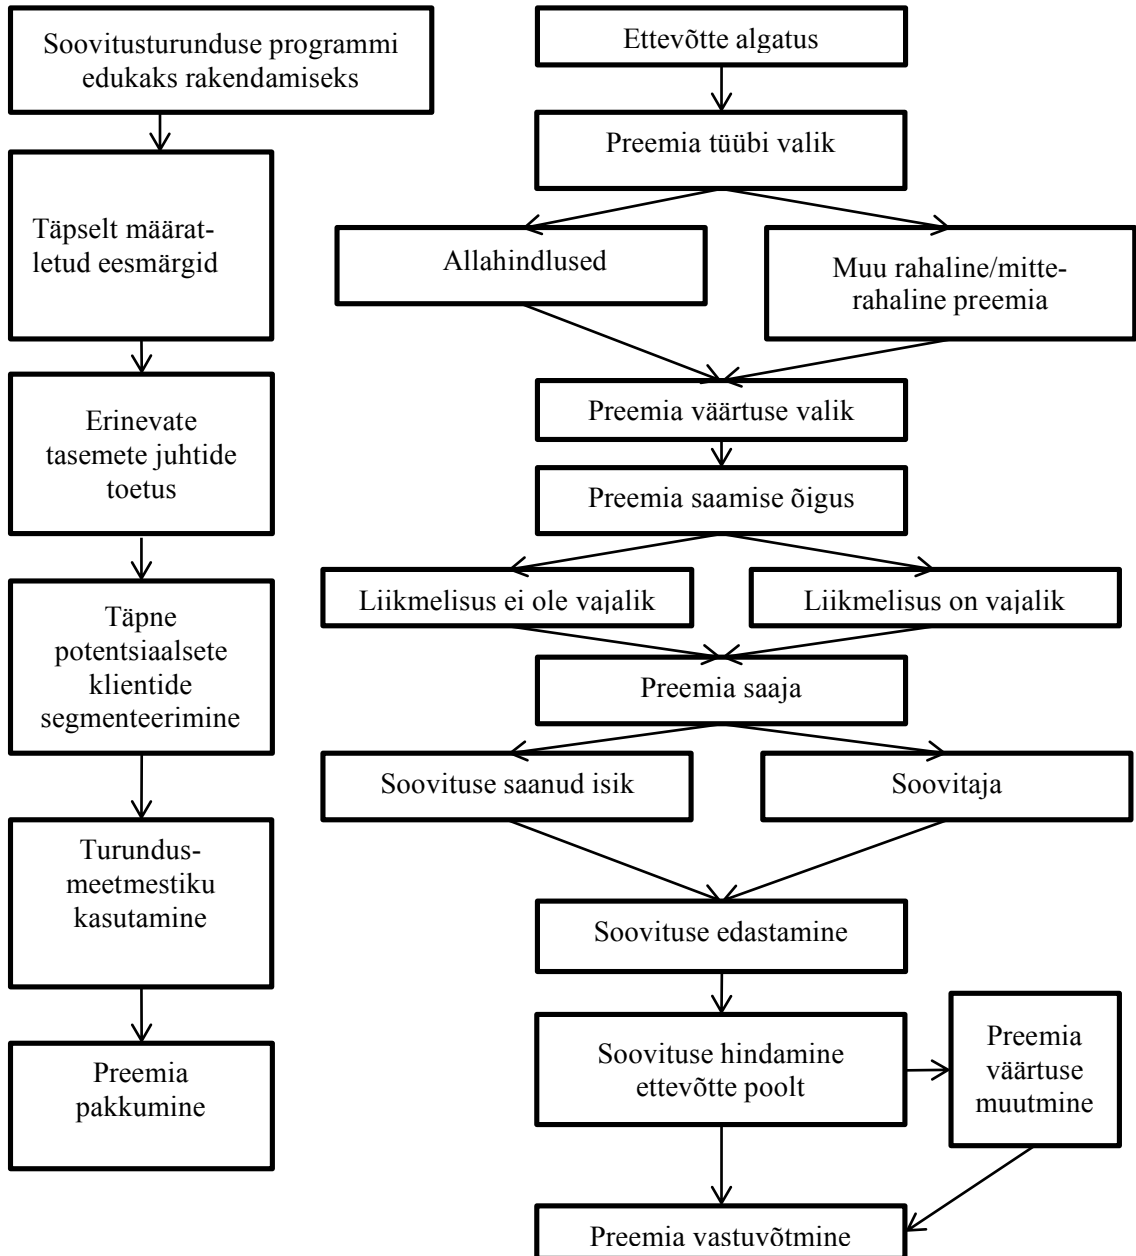 Soovitusturunduse programmi
edukaks rakendamiseks
Täpselt määrat-
letud eesmärgid
Erinevate
tasemete juhtide
toetus
Täpne
potentsiaalsete
klientide
segmenteerimine
Turundus-
meetmestiku
kasutamine
Preemia
pakkumine
Ettevõtte algatus
Preemia tüübi valik
Allahindlused
Muu rahaline/mitte-
rahaline preemia
Preemia väärtuse valik
Preemia saamise õigus
Liikmelisus ei ole vajalik
Liikmelisus on vajalik
Preemia saaja
Soovituse saanud isik
Soovitaja
Soovituse edastamine
Soovituse hindamine
ettevõtte poolt
Preemia
väärtuse
muutmine
Preemia vastuvõtmine